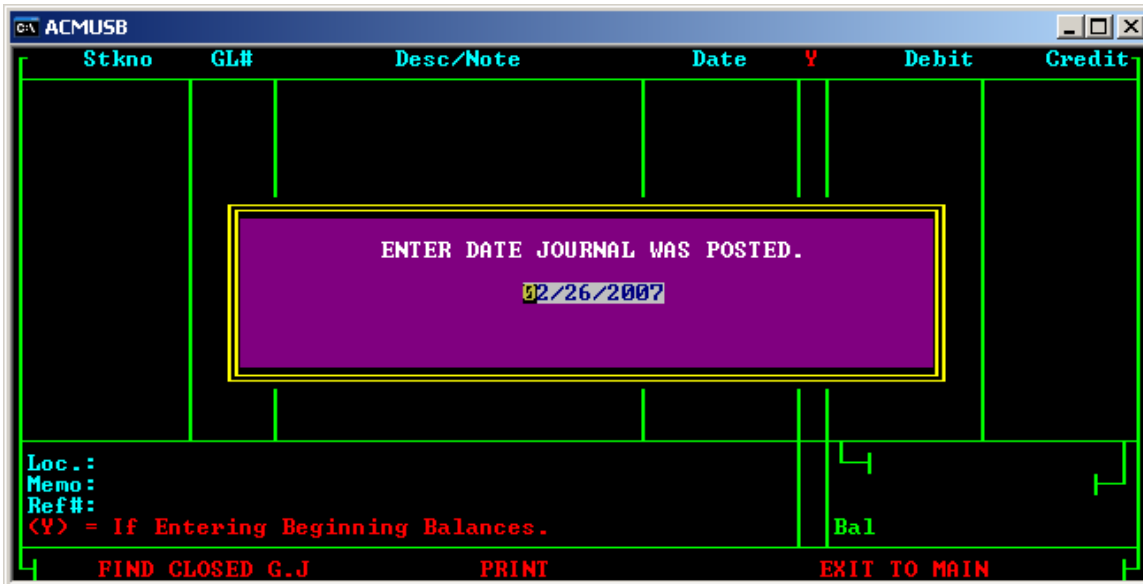 ACMUSB
Stkno GL# Desc/Note Date Y Debit Credit
ENTER DATE JOURNAL WAS POSTED.
02/26/2007
Loc.:
Memo:
Ref#:
(Y) = If Entering Beginning Balances.
Bal
FIND CLOSED G.J PRINT EXIT TO MAIN